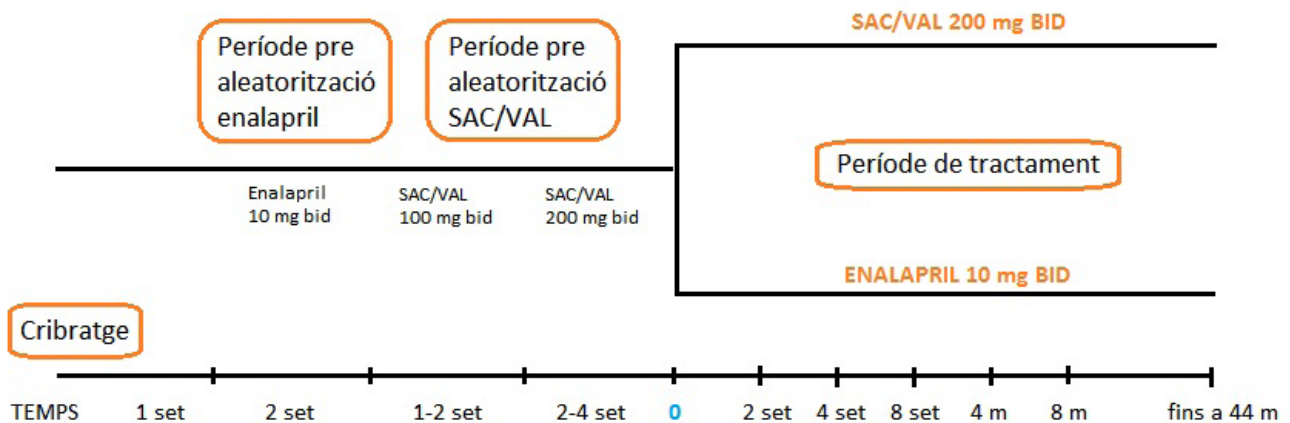 SAC/VAL 200 mg BID
Període pre
aleatorització
enalapril
Període pre
aleatorització
SAC/VAL
Període de tractament
Enalapril
10 mg bid
SAC/VAL
100 mg bid
SAC/VAL
200 mg bid
ENALAPRIL 10 mg BID
Cribratge
TEMPS 1 set 2 set 1-2 set 2-4 set 0 2 set 4 set 8 set 4 m 8 m fins a 44 m